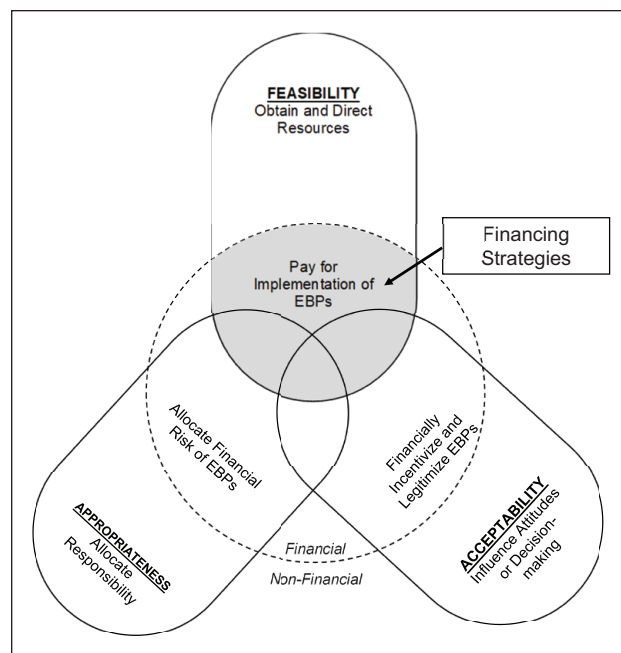 FEASIBILITY
Obtain and Direct
Resources
Financing
Strategies
Pay for
Implementation of
EBPs
Allocate Financial
Risk of EBPs
Financially
Incentivize and
Legitimize EBPs
APPROPRIATENESS
Allocate
Responsibility
ACCEPTABILITY
Influence Attitudes
or Decision-
making
Financial
Non-Financial